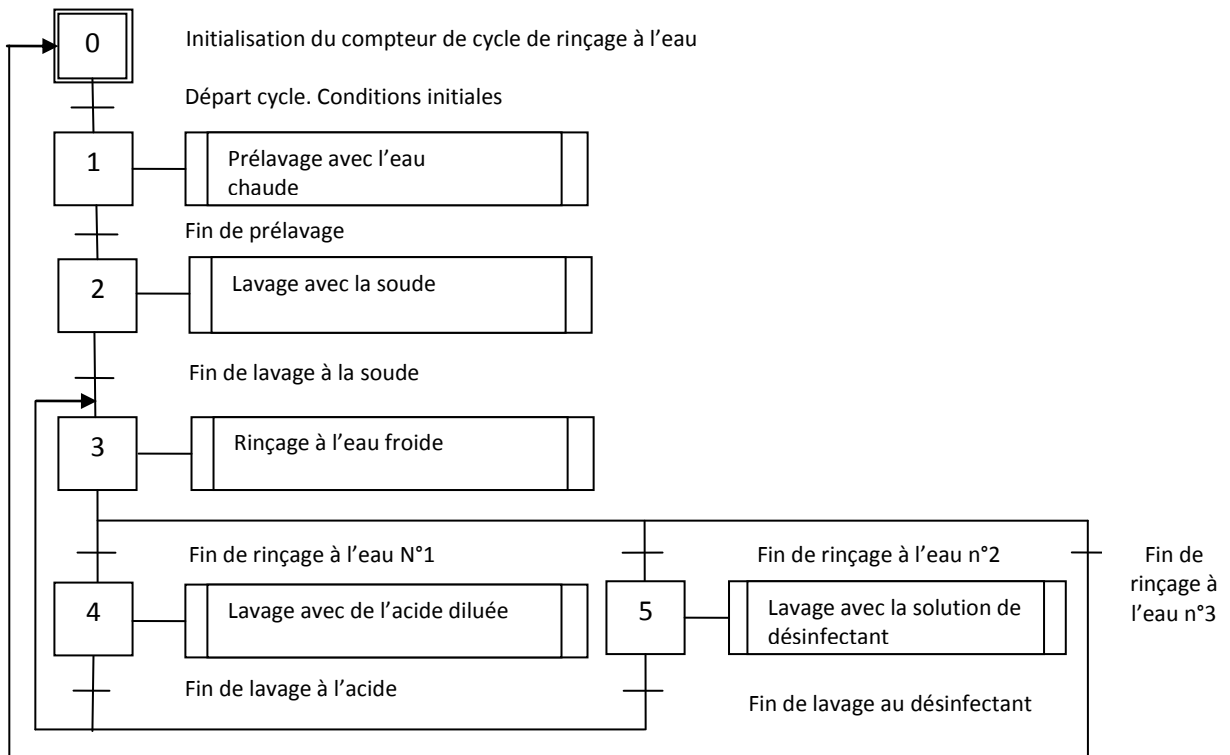 0
Initialisation du compteur de cycle de rinçage à l’eau
Départ cycle. Conditions initiales
1
Prélavage avec l’eau
chaude
Fin de prélavage
2
Lavage avec la soude
Fin de lavage à la soude
3
Rinçage à l’eau froide
Fin de rinçage à l’eau N°1
Fin de rinçage à l’eau n°2
Fin de
rinçage à
l’eau n°3
4
Lavage avec de l’acide diluée
5
Lavage avec la solution de
désinfectant
Fin de lavage à l’acide
Fin de lavage au désinfectant